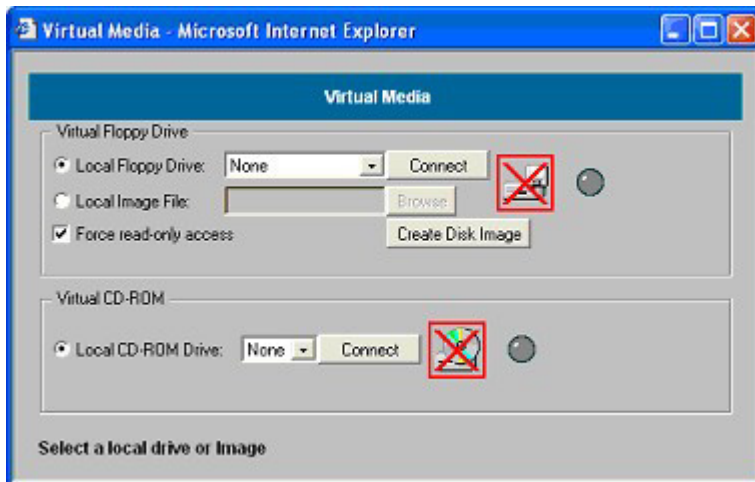 Virtual Media - Microsoft Internet Explorer
Virtual Media
Virtual Floppy Drive
Local Floppy Drive: None Connect
Local Image File: Browse
Force read-only access Create Disk Image
Virtual CD-ROM
Local CD-ROM Drive: None Connect
Select a local drive or Image